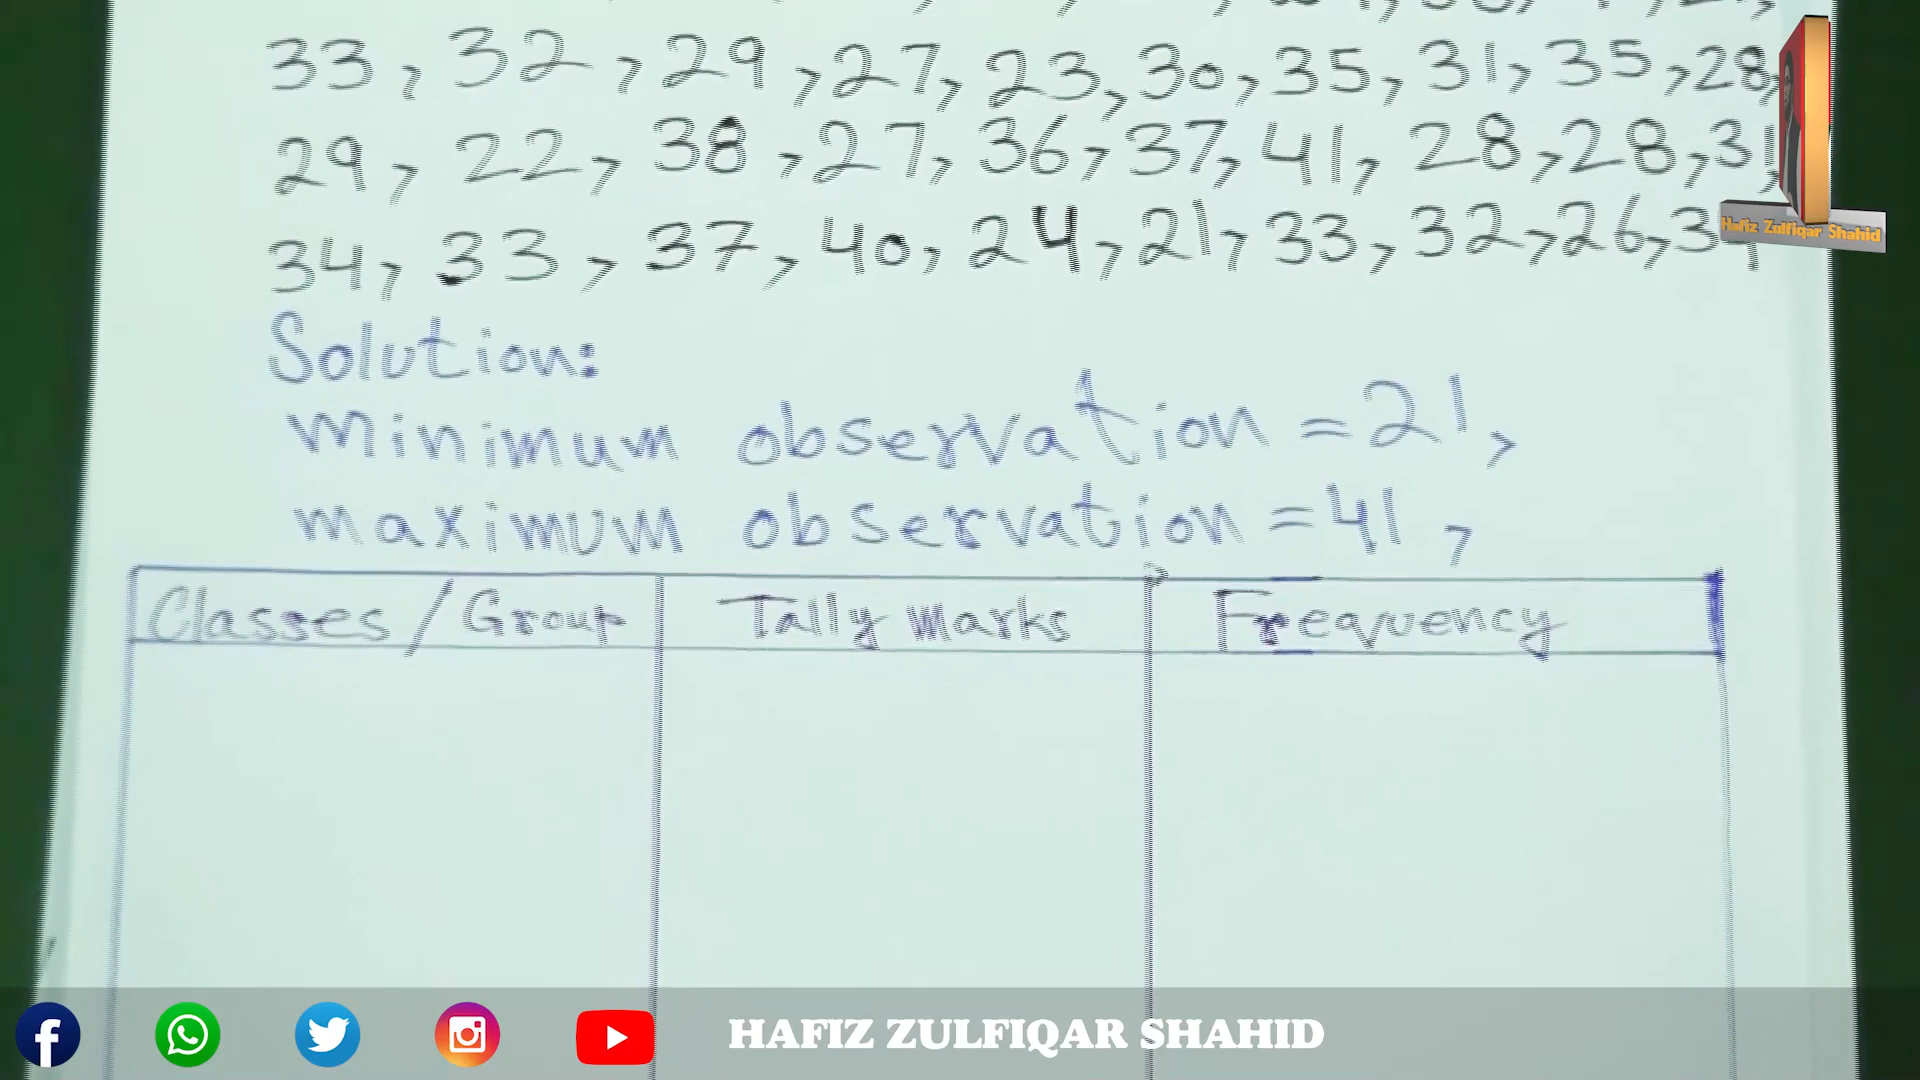 33, 32, 29, 27, 23, 30, 35, 31, 35, 28,
29, 22, 38, 27, 36, 37, 41, 28, 28, 31,
34, 33, 37, 40, 24, 21, 33, 32, 26,
Hafiz Zulfiqar Shahid
Solution:
Minimum observation = 21,
maximum observation = 41,
Classes / Group Tally marks Frequency
HAFIZ ZULFIQAR SHAHID